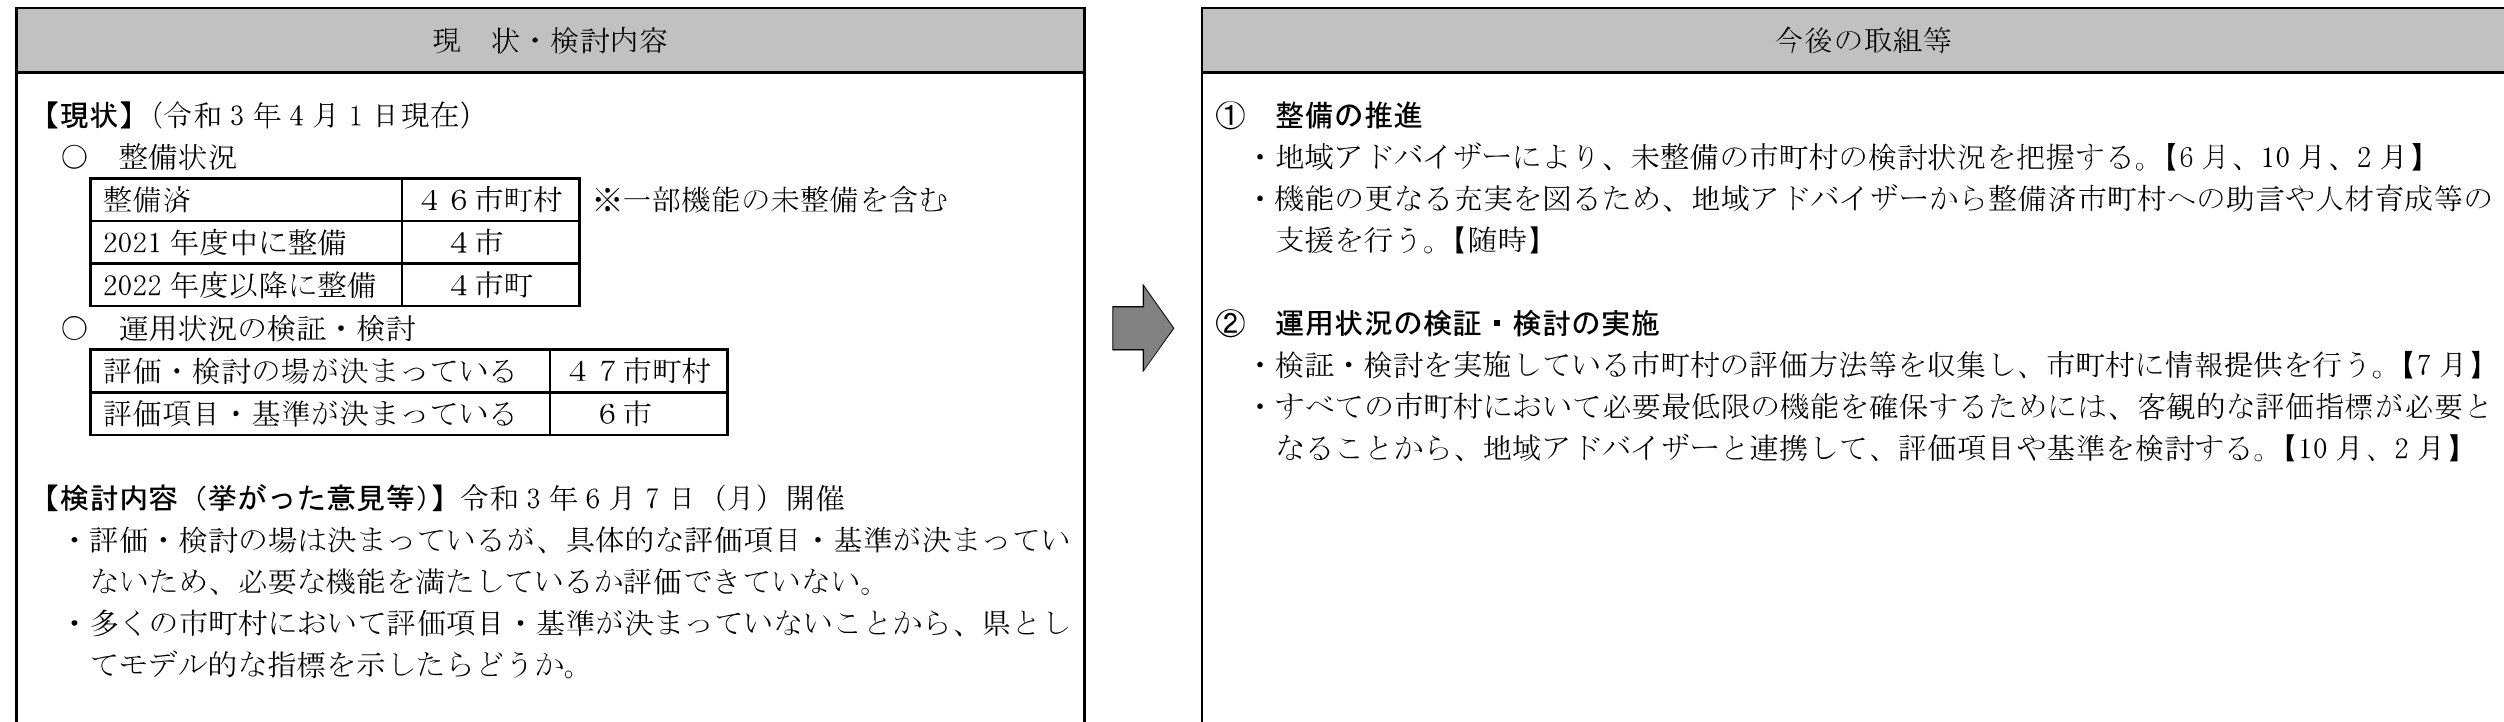 現　状・検討内容
【現状】（令和３年４月１日現在）
○　整備状況
整備済　４６市町村　※一部機能の未整備を含む
2021 年度中に整備　４市
2022 年度以降に整備　４市町
○　運用状況の検証・検討
評価・検討の場が決まっている　４７市町村
評価項目・基準が決まっている　６市
【検討内容（挙がった意見等）】令和３年６月７日（月）開催
・評価・検討の場は決まっているが、具体的な評価項目・基準が決まってい
ないため、必要な機能を満たしているか評価できていない。
・多くの市町村において評価項目・基準が決まっていないことから、県とし
てモデル的な指標を示したらどうか。
今後の取組等
①　整備の推進
・地域アドバイザーにより、未整備の市町村の検討状況を把握する。【6 月、10 月、2 月】
・機能の更なる充実を図るため、地域アドバイザーから整備済市町村への助言や人材育成等の
支援を行う。【随時】
②　運用状況の検証・検討の実施
・検証・検討を実施している市町村の評価方法等を収集し、市町村に情報提供を行う。【7 月】
・すべての市町村において必要最低限の機能を確保するためには、客観的な評価指標が必要と
なることから、地域アドバイザーと連携して、評価項目や基準を検討する。【10 月、2 月】